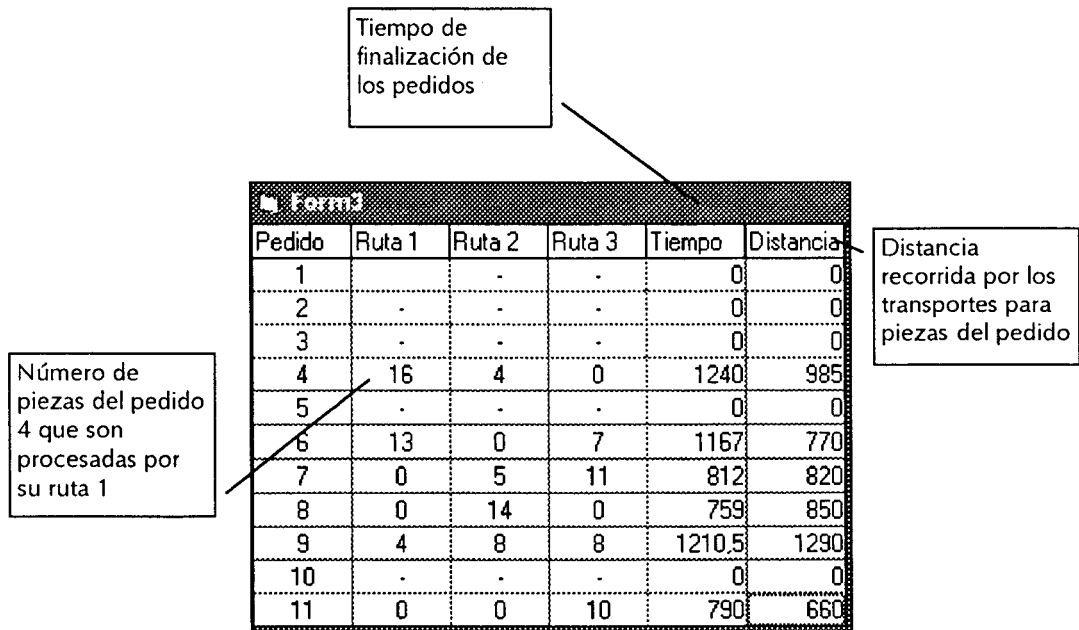 Tiempo de
finalización de
los pedidos
Form3
Pedido Ruta 1 Ruta 2 Ruta 3 Tiempo Distancia
1 - - 0 0
2 - - - 0 0
3 - - - 0 0
4 16 4 0 1240 985
5 - - - 0 0
6 13 0 7 1167 770
7 0 5 11 812 820
8 0 14 0 759 850
9 4 8 8 1210,5 1290
10 - - - 0 0
11 0 0 10 790 660
Distancia
recorrida por los
transportes para
piezas del pedido
Número de
piezas del pedido
4 que son
procesadas por
su ruta 1